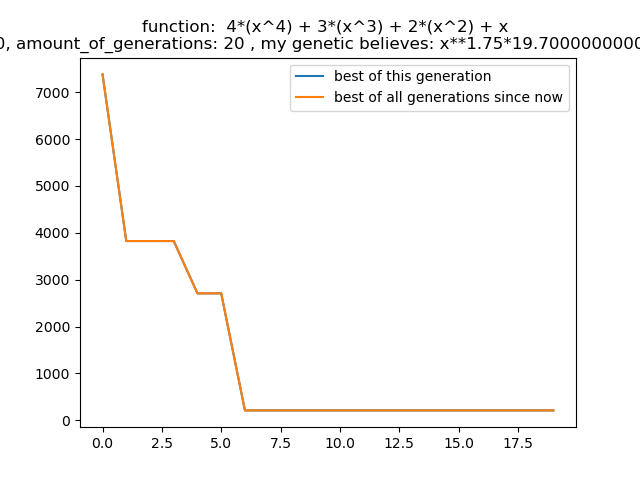 function:  4*(x^4) + 3*(x^3) + 2*(x^2) + x
0, amount_of_generations: 20 , my genetic believes: x**1.75*19.7000000000
best of this generation
best of all generations since now
7000
6000
5000
4000
3000
2000
1000
0
0.0 2.5 5.0 7.5 10.0 12.5 15.0 17.5